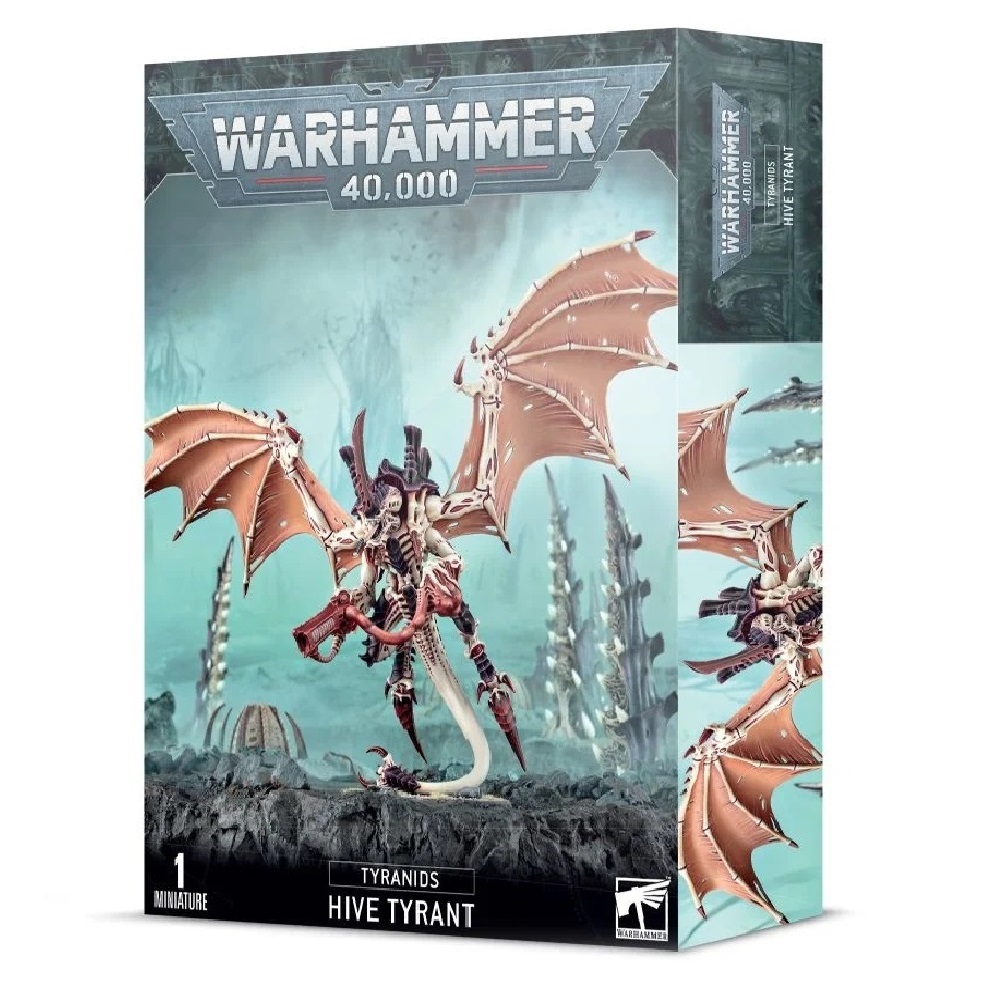 WARHAMMER
40,000
1
MINIATURE
TYRANIDS
HIVE TYRANT
WARHAMMER
WARHAMMER
40,000
TYRANIDS
HIVE TYRANT